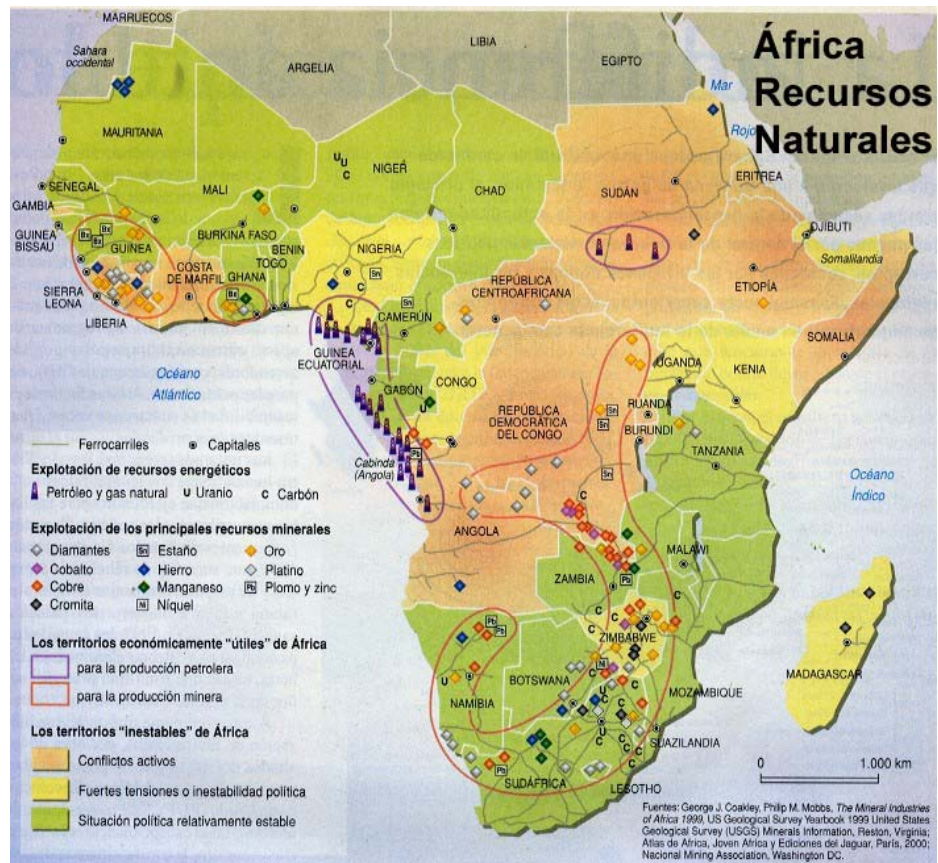 África
Recursos
Naturales
MARRUECOS
Sahara
occidental
ARGELIA
LIBIA
EGIPTO
Mar
Rojo
MAURITANIA
MALI
NIGER
CHAD
SUDÁN
ERITREA
SENEGAL
GAMBIA
GUINEA
BISSAU
GUINEA
BURKINA FASO
BENIN
TOGO
GHANA
COSTA
DE MARFIL
SIERRA
LEONA
LIBERIA
NIGERIA
CAMERÚN
REPÚBLICA
CENTROAFRICANA
DJIBUTI
Somalilandia
ETIOPÍA
SOMALIA
Océano
Atlántico
GUINEA
ECUATORIAL
GABÓN
CONGO
REPÚBLICA
DEMOCRÁTICA
DEL CONGO
UGANDA
KENIA
RUANDA
BURUNDI
TANZANIA
Cabinda
(Angola)
Océano
Índico
ANGOLA
ZAMBIA
MALAWI
ZIMBABWE
MOZAMBIQUE
MADAGASCAR
NAMIBIA
BOTSWANA
SUAZILANDIA
SUDÁFRICA
LESOTHO
Ferrocarriles
Capitales
Explotación de recursos energéticos
Petróleo y gas natural U Uranio C Carbón
Explotación de los principales recursos minerales
Diamantes Sn Estaño Oro
Cobalto Hierro Platino
Cobre Manganeso Pb Plomo y zinc
Cromita Ni Níquel
Los territorios económicamente “útiles” de África
para la producción petrolera
para la producción minera
Los territorios “inestables” de África
Conflictos activos
Fuertes tensiones o inestabilidad política
Situación política relativamente estable
0 1.000 km
Fuentes: George J. Coakley, Philip M. Mobbs, The Mineral Industries
of Africa 1999, US Geological Survey Yearbook 1999 United States
Geological Survey (USGS) Minerals Information, Reston, Virginia;
Atlas de Africa, Joven Africa y Ediciones del Jaguar, París, 2000;
Nacional Mining Association, Washington DC.